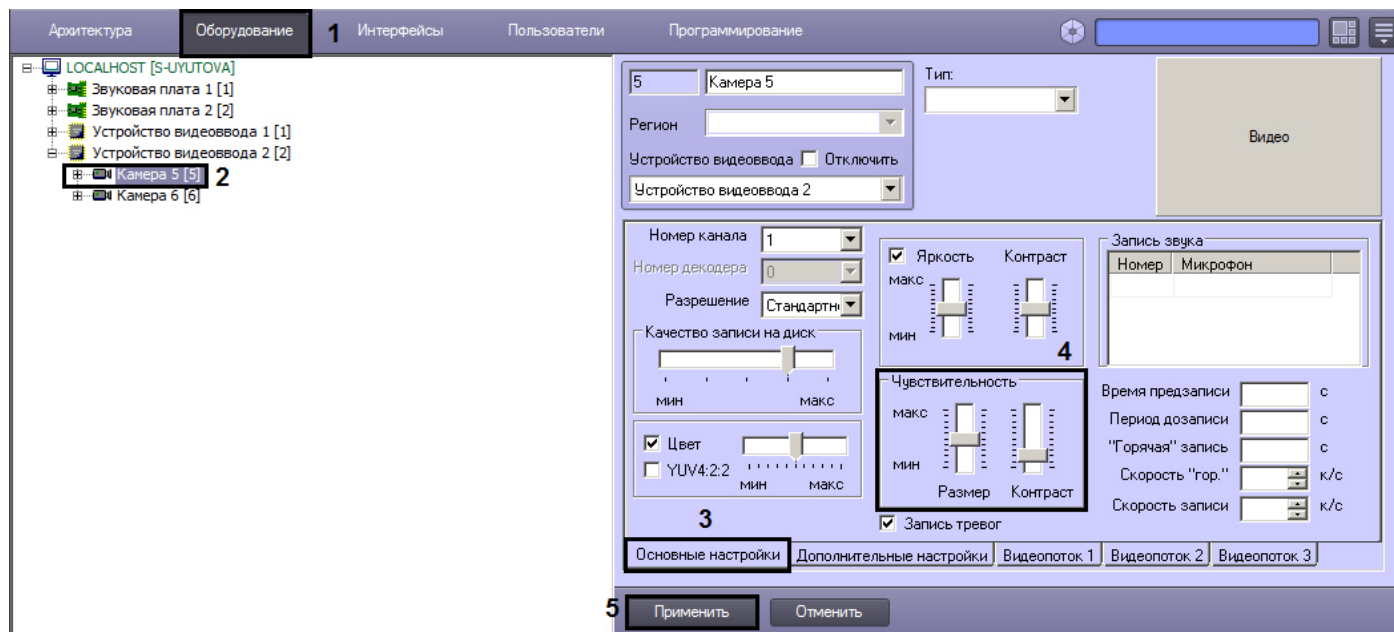 Архитектура Оборудование 1 Интерфейсы Пользователи Программирование
LOCALHOST [S-UYUTOVA]
Звуковая плата 1 [1]
Звуковая плата 2 [2]
Устройство видеоввода 1 [1]
Устройство видеоввода 2 [2]
Камера 5 [5] 2
Камера 6 [6]
5 Камера 5
Тип:
Регион
Устройство видеоввода Отключить
Устройство видеоввода 2
Видео
Номер канала 1
Номер декодера 0
Разрешение Стандартн
Качество записи на диск
мин макс
Цвет
YUV4:2:2
мин макс
3
Яркость Контраст
макс
мин
4
Чувствительность
макс
мин
Размер Контраст
Запись тревог
Запись звука
Номер Микрофон
Время предзаписи с
Период дозаписи с
"Горячая" запись с
Скорость "гор." к/с
Скорость записи к/с
Основные настройки Дополнительные настройки Видеопоток 1 Видеопоток 2 Видеопоток 3
5 Применить Отменить